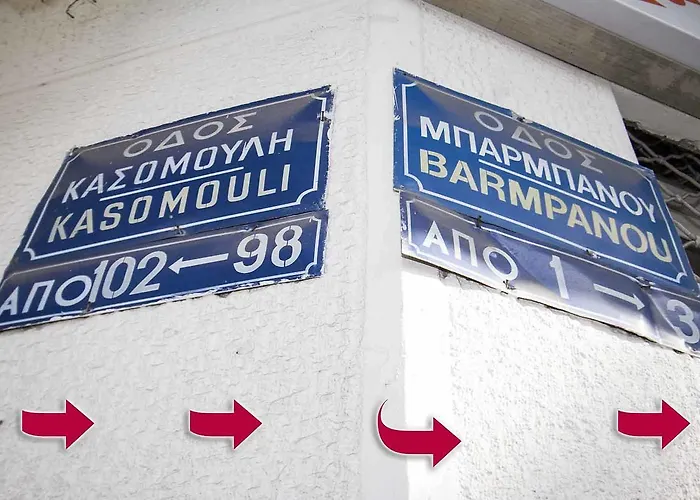 ΟΔΟΣ
ΚΑΣΟΜΟΥΛΗ
KASOMOULI
ΑΠΟ 102 ← 98
ΟΔΟΣ
ΜΠΑΡΜΠΑΝΟΥ
BARMPANOU
ΑΠΟ 1 → 3